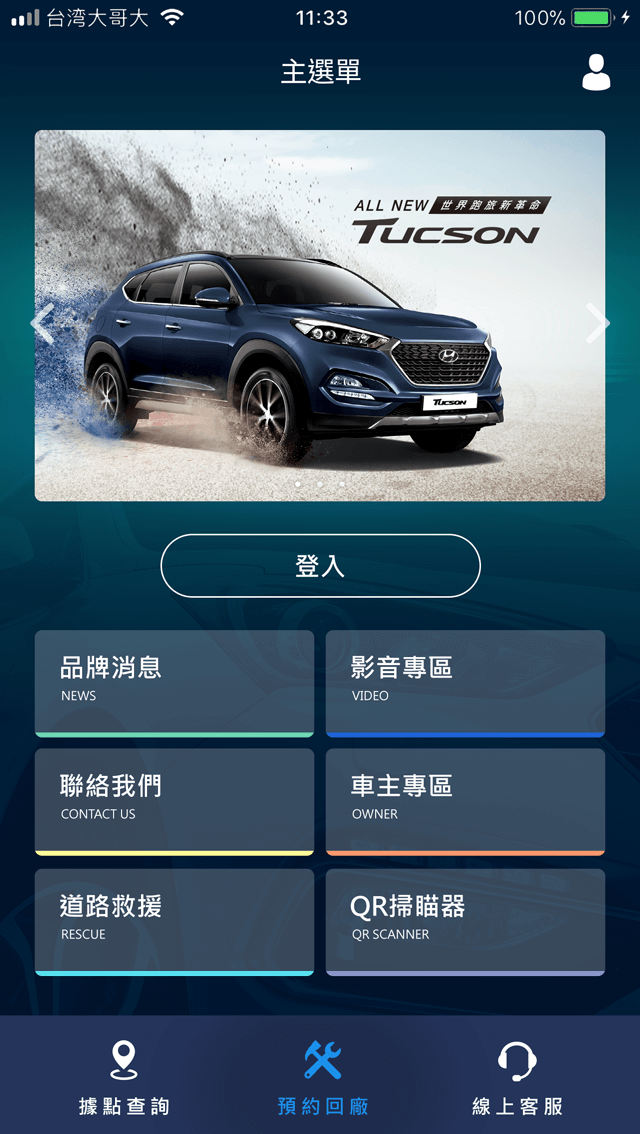 台湾大哥大 11:33 100%
主選單
ALL NEW 世界跑旅新革命
TUCSON
TUCSON
登入
品牌消息
NEWS
影音專區
VIDEO
聯絡我們
CONTACT US
車主專區
OWNER
道路救援
RESCUE
QR掃瞄器
QR SCANNER
據點查詢
預約回廠
線上客服